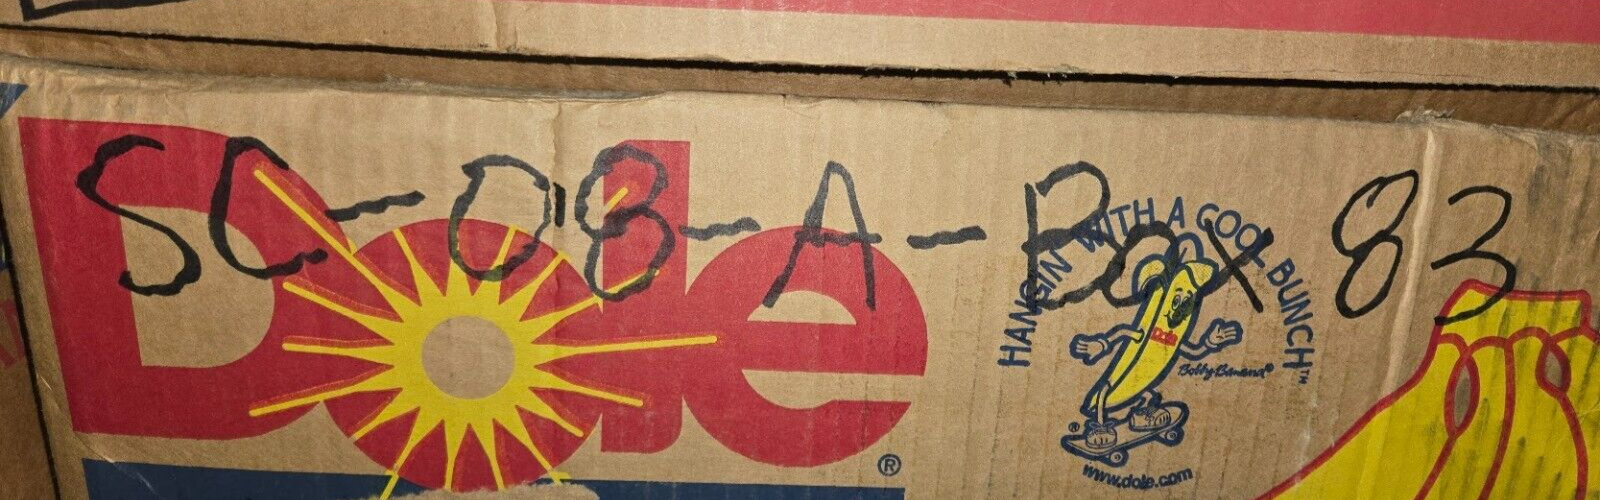 SC-08-A-Box 83
Dole®
HANGIN' WITH A COOL BUNCH™
Bobby Banana®
®
www.dole.com